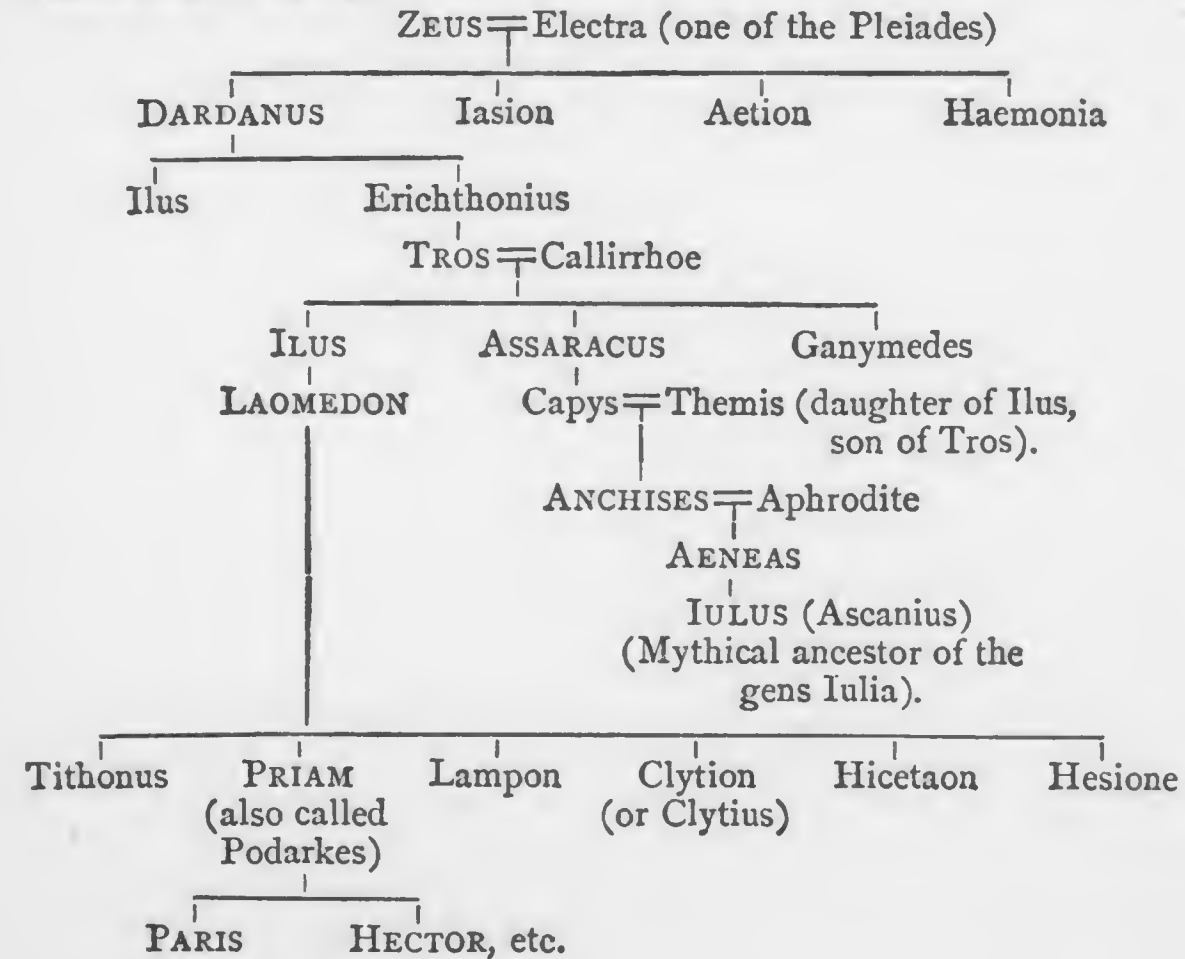 ZEUS Electra (one of the Pleiades)
DARDANUS Iasion Aetion Haemonia
Ilus Erichthonius
TROS Callirrhoe
ILUS ASSARACUS Ganymedes
LAOMEDON Capys Themis (daughter of Ilus,
son of Tros).
ANCHISES Aphrodite
AENEAS
IULUS (Ascanius)
(Mythical ancestor of the
gens Iulia).
Tithonus PRIAM Lampon Clytion Hicetaon Hesione
(also called (or Clytius)
Podarkes)
PARIS HECTOR, etc.